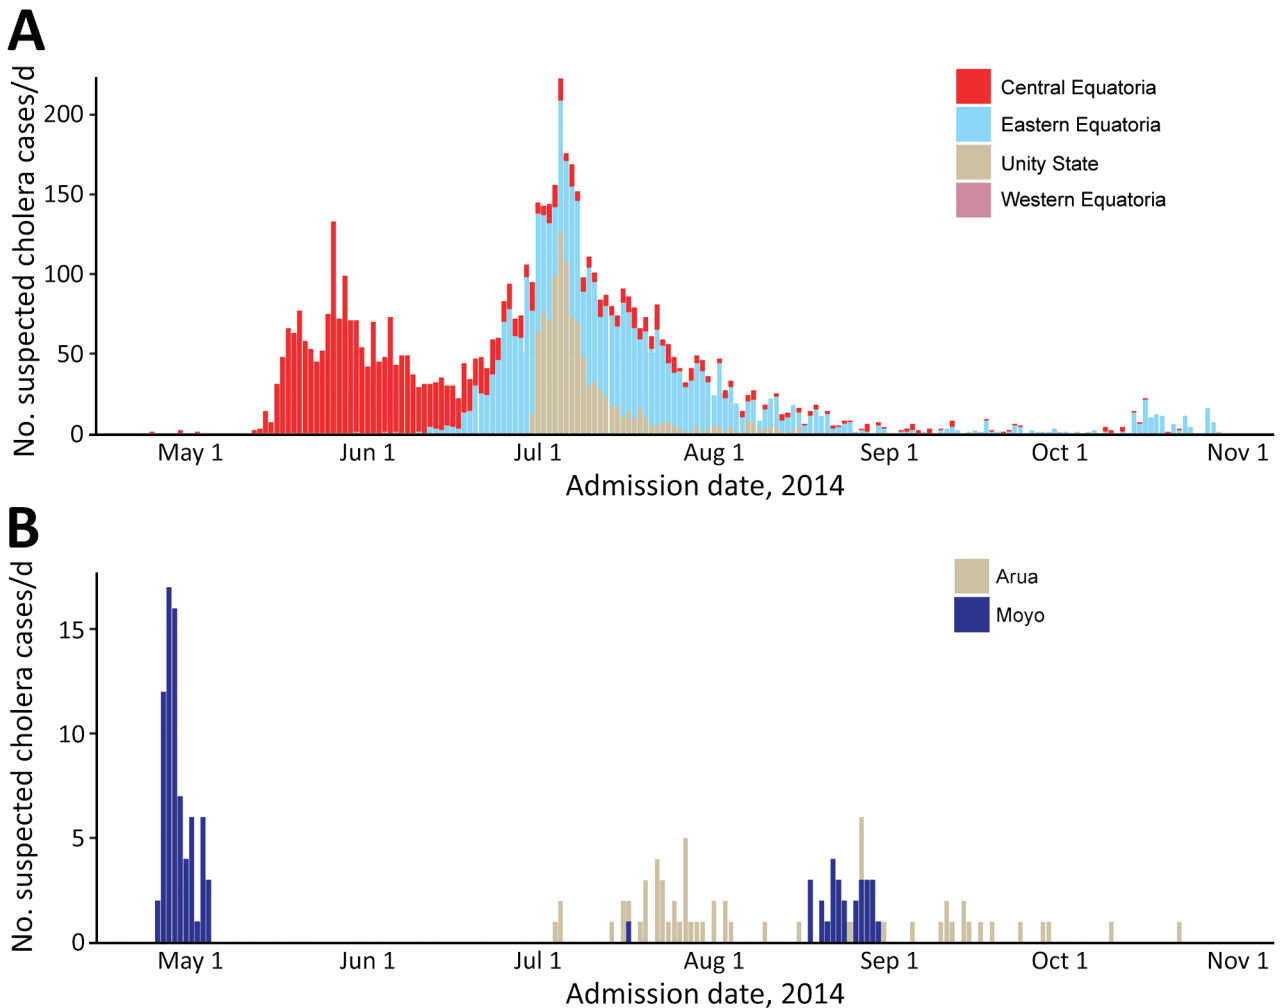 A
No. suspected cholera cases/d
200
150
100
50
0
Central Equatoria
Eastern Equatoria
Unity State
Western Equatoria
May 1 Jun 1 Jul 1 Aug 1 Sep 1 Oct 1 Nov 1
Admission date, 2014
B
No. suspected cholera cases/d
15
10
5
0
Arua
Moyo
May 1 Jun 1 Jul 1 Aug 1 Sep 1 Oct 1 Nov 1
Admission date, 2014